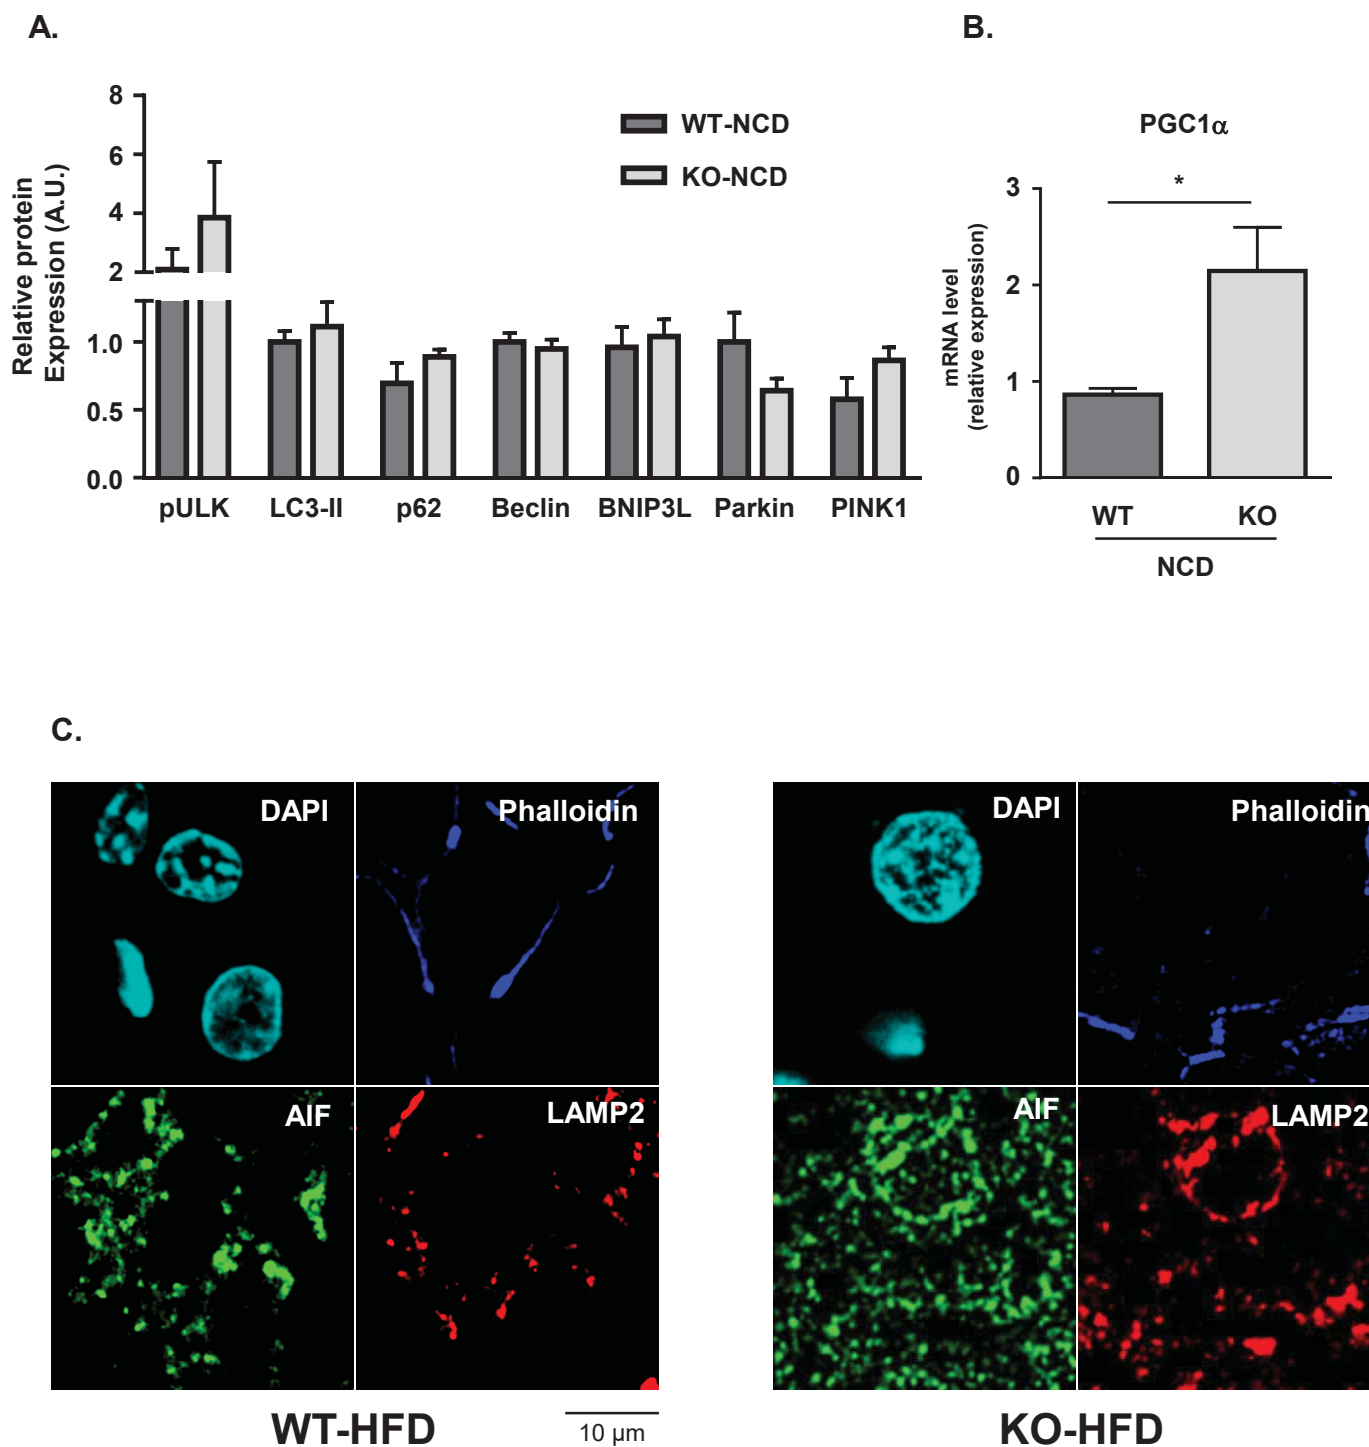 A.
8
6
4
2
1.0
0.5
0.0
Relative protein
Expression (A.U.)
WT-NCD
KO-NCD
pULK LC3-II p62 Beclin BNIP3L Parkin PINK1
B.
PGC1α
*
3
2
1
0
mRNA level
(relative expression)
WT KO
NCD
C.
DAPI Phalloidin
AIF LAMP2
WT-HFD
10 μm
DAPI Phalloidin
AIF LAMP2
KO-HFD